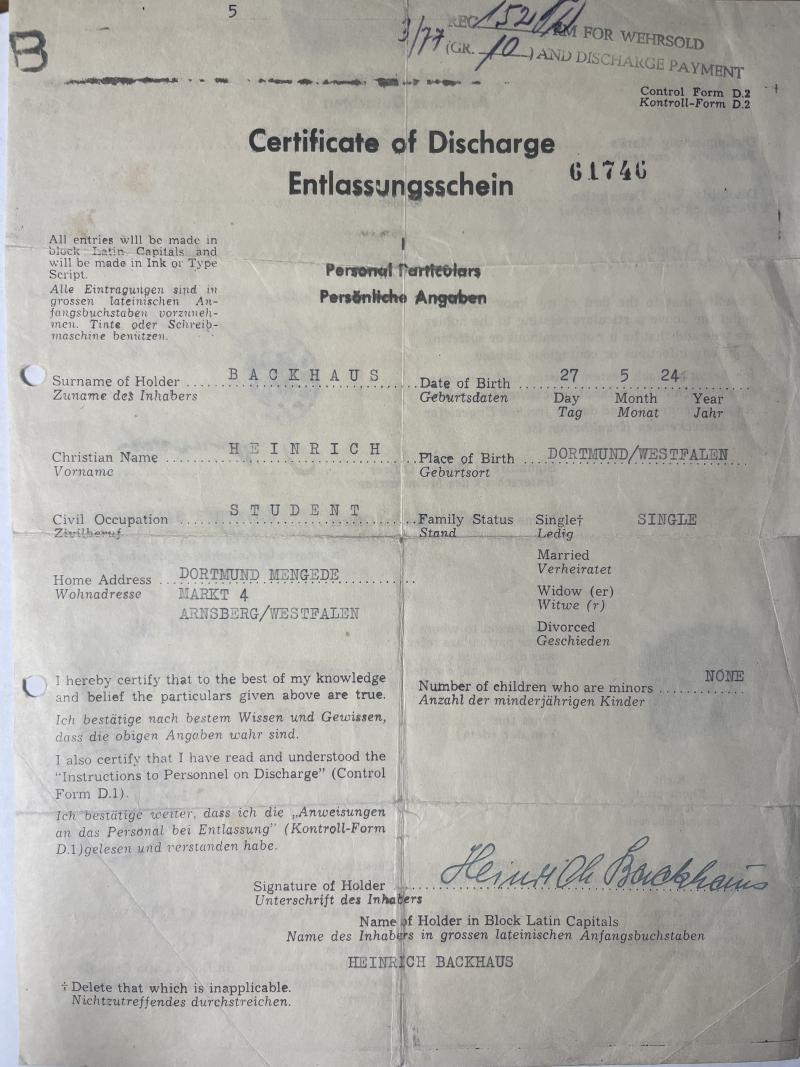 5
B
3/77
REC 152 RM FOR WEHRSOLD
(GR. 10) AND DISCHARGE PAYMENT
Control Form D.2
Kontroll-Form D.2
Certificate of Discharge
Entlassungsschein
61746
All entries will be made in
block Latin Capitals and
will be made in Ink or Type
Script.
Alle Eintragungen sind in
grossen lateinischen An-
fangsbuchstaben vorzuneh-
men. Tinte oder Schreib-
maschine benützen.
I
Personal Particulars
Persönliche Angaben
Surname of Holder BACKHAUS
Zuname des Inhabers
Date of Birth 27 5 24
Geburtsdaten
Day Month Year
Tag Monat Jahr
Christian Name HEINRICH
Vorname
Place of Birth DORTMUND/WESTFALEN
Geburtsort
Civil Occupation STUDENT
Zivilberuf
Family Status Single† SINGLE
Stand Ledig
Married
Verheiratet
Widow (er)
Witwe (r)
Divorced
Geschieden
Home Address DORTMUND MENGEDE
Wohnadresse MARKT 4
ARNSBERG/WESTFALEN
I hereby certify that to the best of my knowledge
and belief the particulars given above are true.
Ich bestätige nach bestem Wissen und Gewissen,
dass die obigen Angaben wahr sind.
I also certify that I have read and understood the
"Instructions to Personnel on Discharge" (Control
Form D.1).
Ich bestätige weiter, dass ich die „Anweisungen
an das Personal bei Entlassung" (Kontroll-Form
D.1) gelesen und verstanden habe.
Number of children who are minors NONE
Anzahl der minderjährigen Kinder
Signature of Holder Heinrich Backhaus
Unterschrift des Inhabers
Name of Holder in Block Latin Capitals
Name des Inhabers in grossen lateinischen Anfangsbuchstaben
HEINRICH BACKHAUS
† Delete that which is inapplicable.
Nichtzutreffendes durchstreichen.